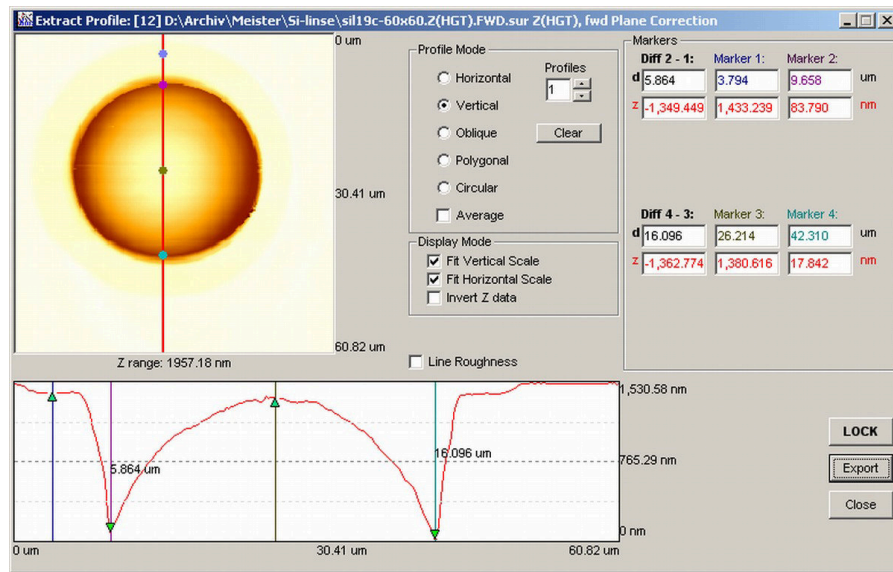 Extract Profile: [12] D:\Archiv\Meister\Si-linse\sil19c-60x60.Z(HGT).FWD.sur Z(HGT), fwd Plane Correction
0 um
30.41 um
60.82 um
Z range: 1957.18 nm
Profile Mode
Horizontal
Vertical
Oblique
Polygonal
Circular
Average
Profiles
1
Clear
Display Mode
Fit Vertical Scale
Fit Horizontal Scale
Invert Z data
Line Roughness
Markers
Diff 2 - 1: Marker 1: Marker 2:
d 5.864 3.794 9.658 um
z -1,349.449 1,433.239 83.790 nm
Diff 4 - 3: Marker 3: Marker 4:
d 16.096 26.214 42.310 um
z -1,362.774 1,380.616 17.842 nm
1,530.58 nm
765.29 nm
0 nm
5.864 um
16.096 um
0 um 30.41 um 60.82 um
LOCK
Export
Close